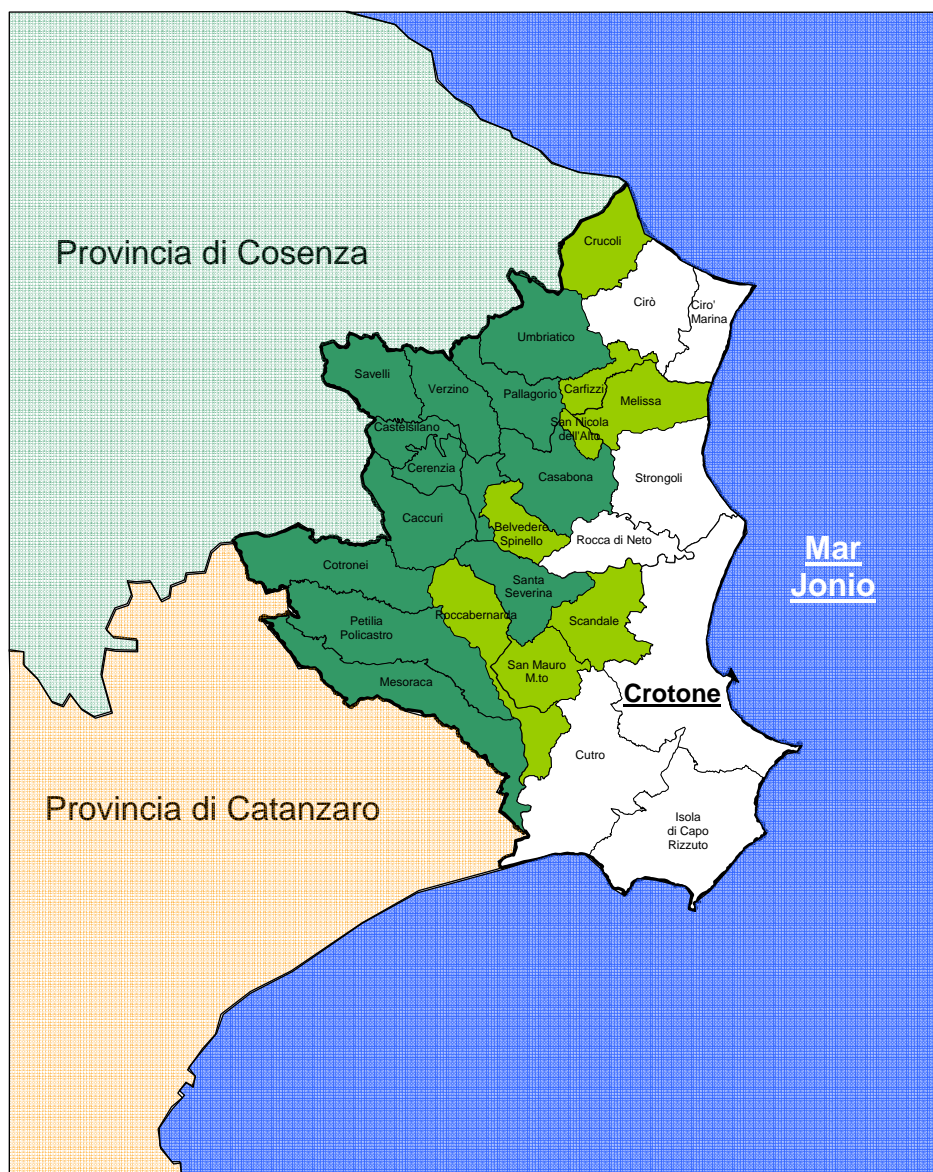 Crucoli
Provincia di Cosenza
Cirò
Ciro'
Marina
Umbriatico
Savelli
Verzino
Pallagorio
Carfizzi
Melissa
San Nicola
dell'Alto
Castelsilano
Cerenzia
Casabona
Strongoli
Caccuri
Belvedere
Spinello
Rocca di Neto
Mar
Jonio
Cotronei
Santa
Severina
Roccabernarda
Scandale
Petilia
Policastro
San Mauro
M.to
Mesoraca
Crotone
Cutro
Provincia di Catanzaro
Isola
di Capo
Rizzuto